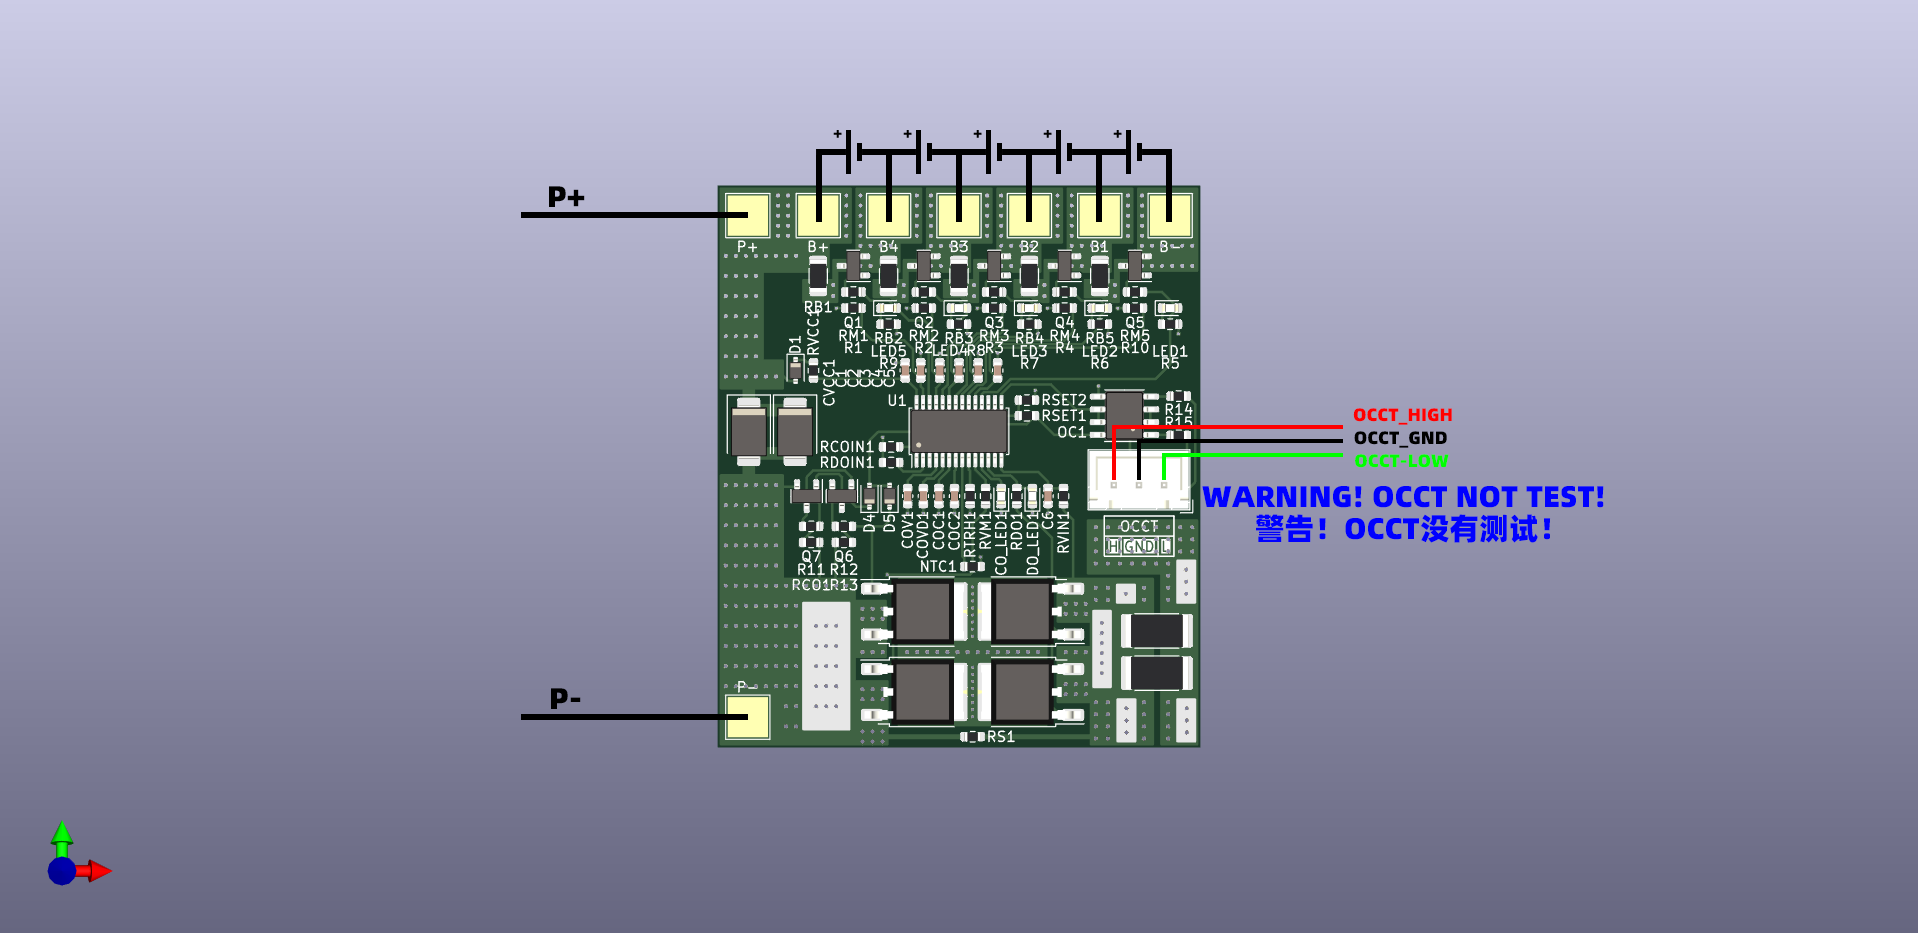 + + + + +
P+
P+ B+ B4 B3 B2 B1 B-
RB1
Q1 Q2 Q3 Q4 Q5
RM1 RB2 RM2 RB3 RM3 RB4 RM4 RB5 RM5
R1 LED5 R2 LED4 R8 R3 LED3 R4 LED2 R10 LED1
R9 R7 R6 R5
D1
RVCC1
CVCC1
C1
C2
C3
C4
C5
U1
RSET2
RSET1
OC1
R14
R15
OCCT_HIGH
OCCT_GND
OCCT-LOW
RCOIN1
RDOIN1
WARNING! OCCT NOT TEST!
警告！OCCT没有测试！
OCCT
H GND L
D4
D5
COV1
COVD1
COC1
COC2
RTRH1
RVM1
CO_LED1
RDO1
DO_LED1
C6
RVIN1
Q7 Q6
R11 R12
RCO1 R13
NTC1
P-
P-
RS1